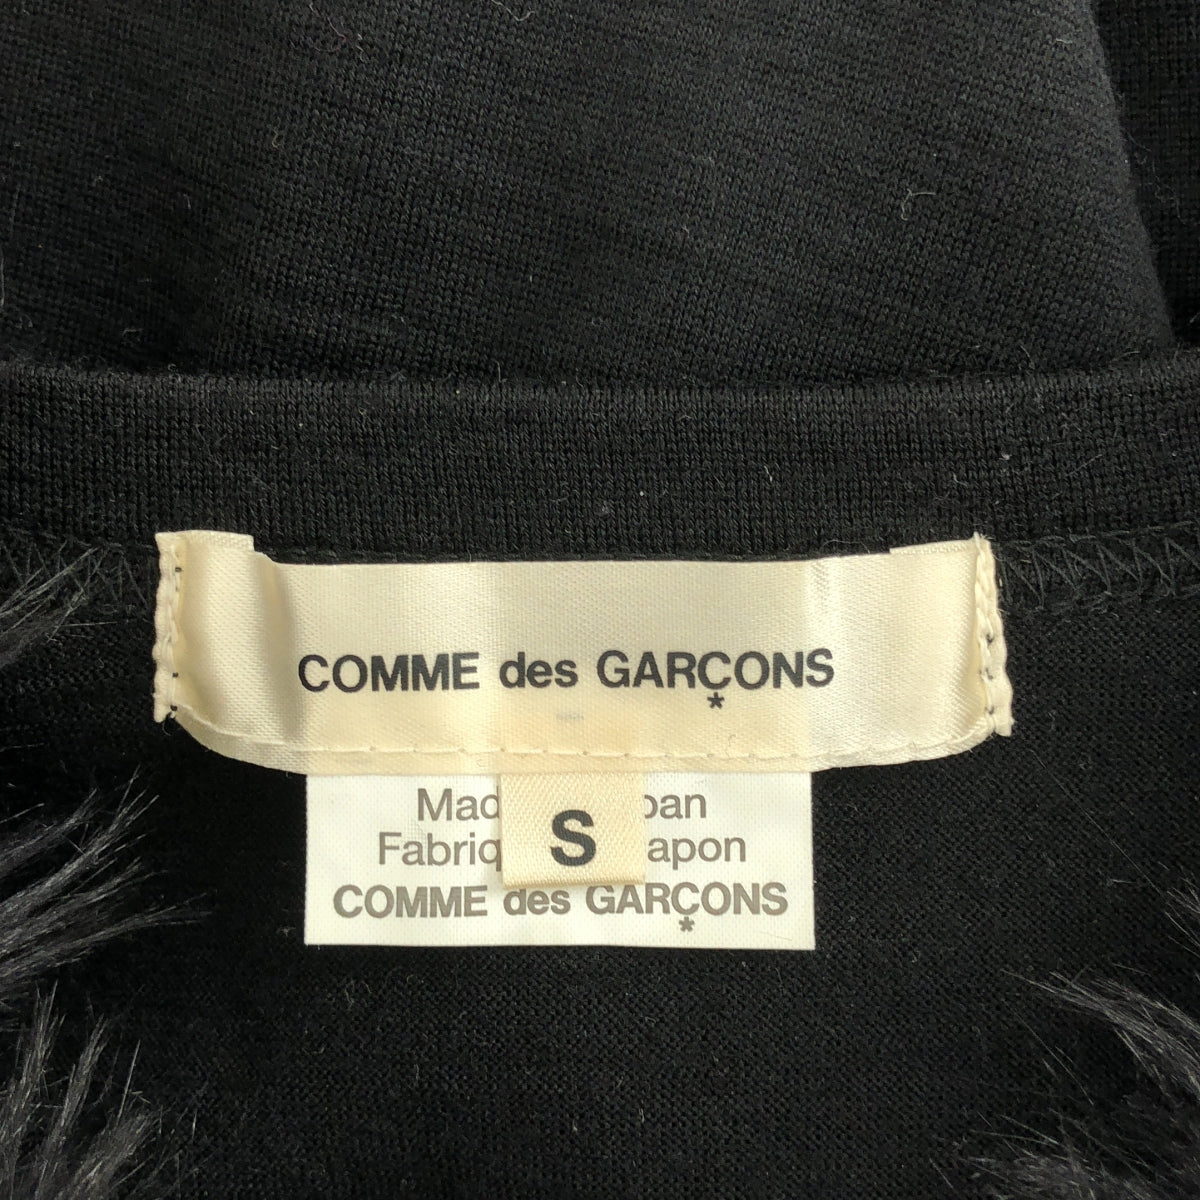 COMME des GARÇONS
*
Mad pan
Fabriq apon
S
COMME des GARÇONS
*